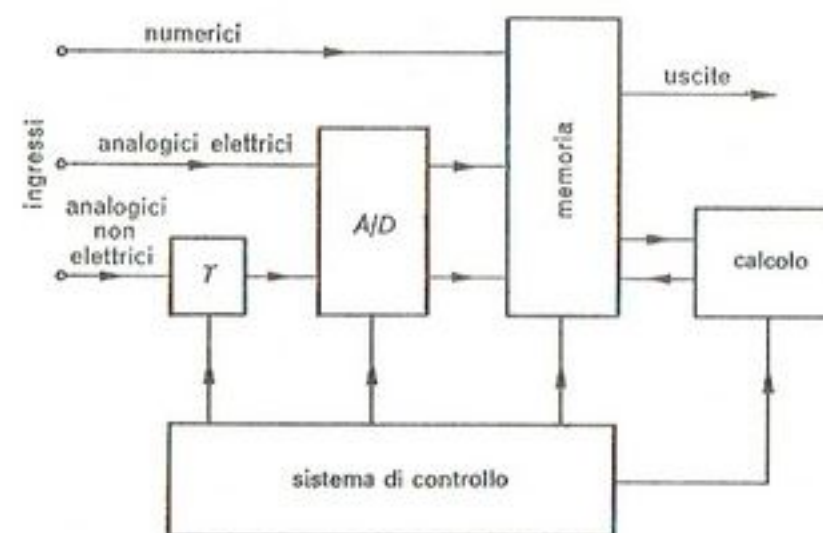 numerici
uscite
ingressi
analogici elettrici
memoria
analogici
non
elettrici
A/D
T
calcolo
sistema di controllo